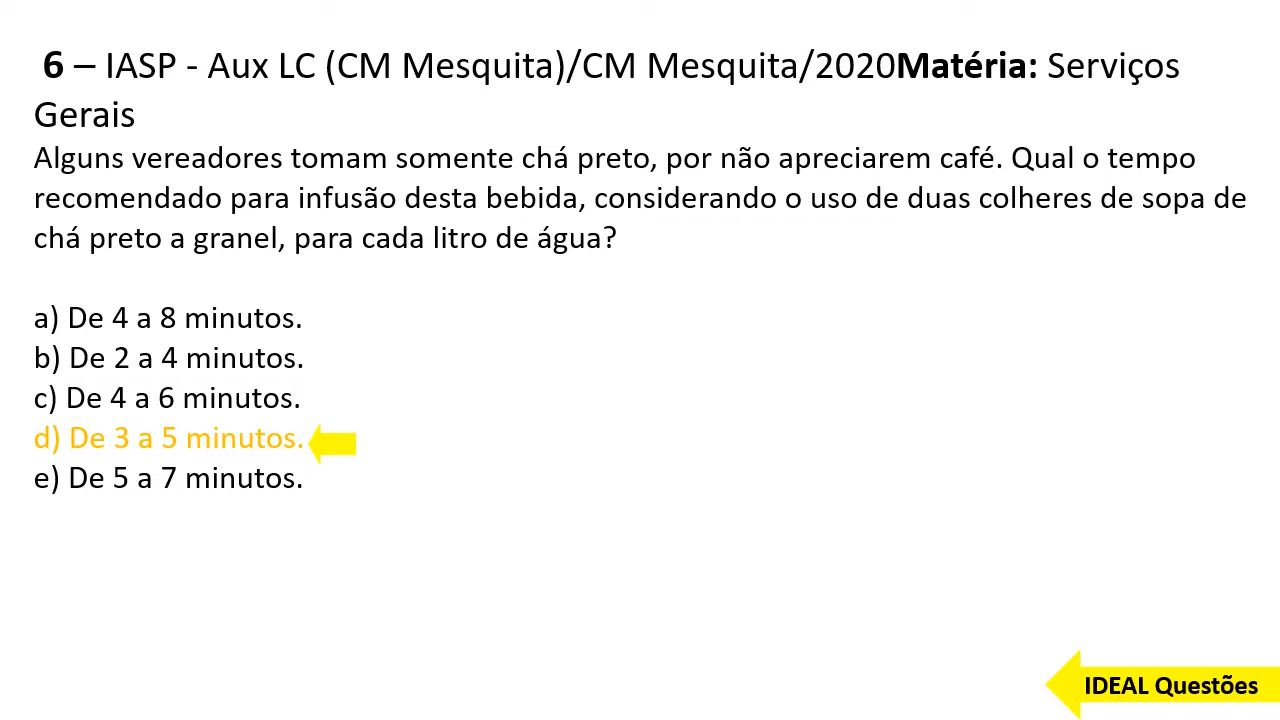 6 – IASP - Aux LC (CM Mesquita)/CM Mesquita/2020Matéria: Serviços
Gerais
Alguns vereadores tomam somente chá preto, por não apreciarem café. Qual o tempo
recomendado para infusão desta bebida, considerando o uso de duas colheres de sopa de
chá preto a granel, para cada litro de água?
a) De 4 a 8 minutos.
b) De 2 a 4 minutos.
c) De 4 a 6 minutos.
d) De 3 a 5 minutos.
e) De 5 a 7 minutos.
IDEAL Questões